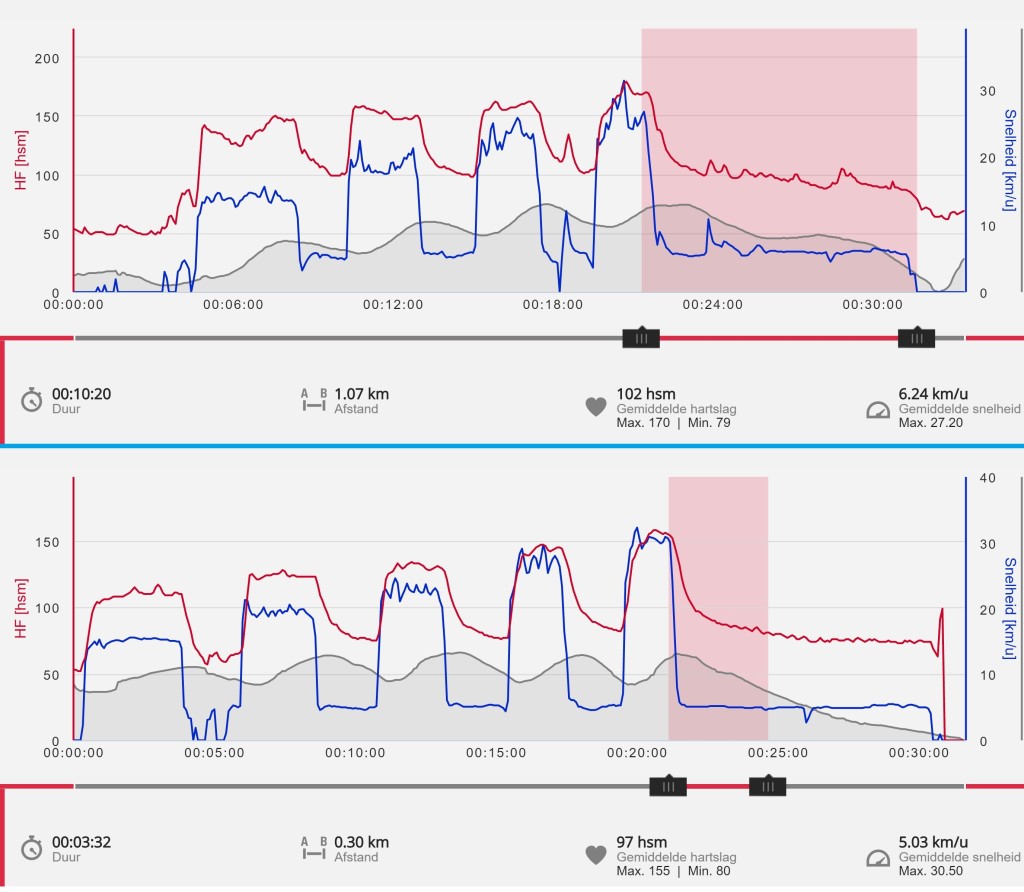 200
150
100
50
0
HF [hsm]
30
20
10
0
Snelheid [km/u]
00:00:00 00:06:00 00:12:00 00:18:00 00:24:00 00:30:00
00:10:20
Duur
A B
1.07 km
Afstand
102 hsm
Gemiddelde hartslag
Max. 170 | Min. 79
6.24 km/u
Gemiddelde snelheid
Max. 27.20
150
100
50
0
HF [hsm]
40
30
20
10
0
Snelheid [km/u]
00:00:00 00:05:00 00:10:00 00:15:00 00:20:00 00:25:00 00:30:00
00:03:32
Duur
A B
0.30 km
Afstand
97 hsm
Gemiddelde hartslag
Max. 155 | Min. 80
5.03 km/u
Gemiddelde snelheid
Max. 30.50